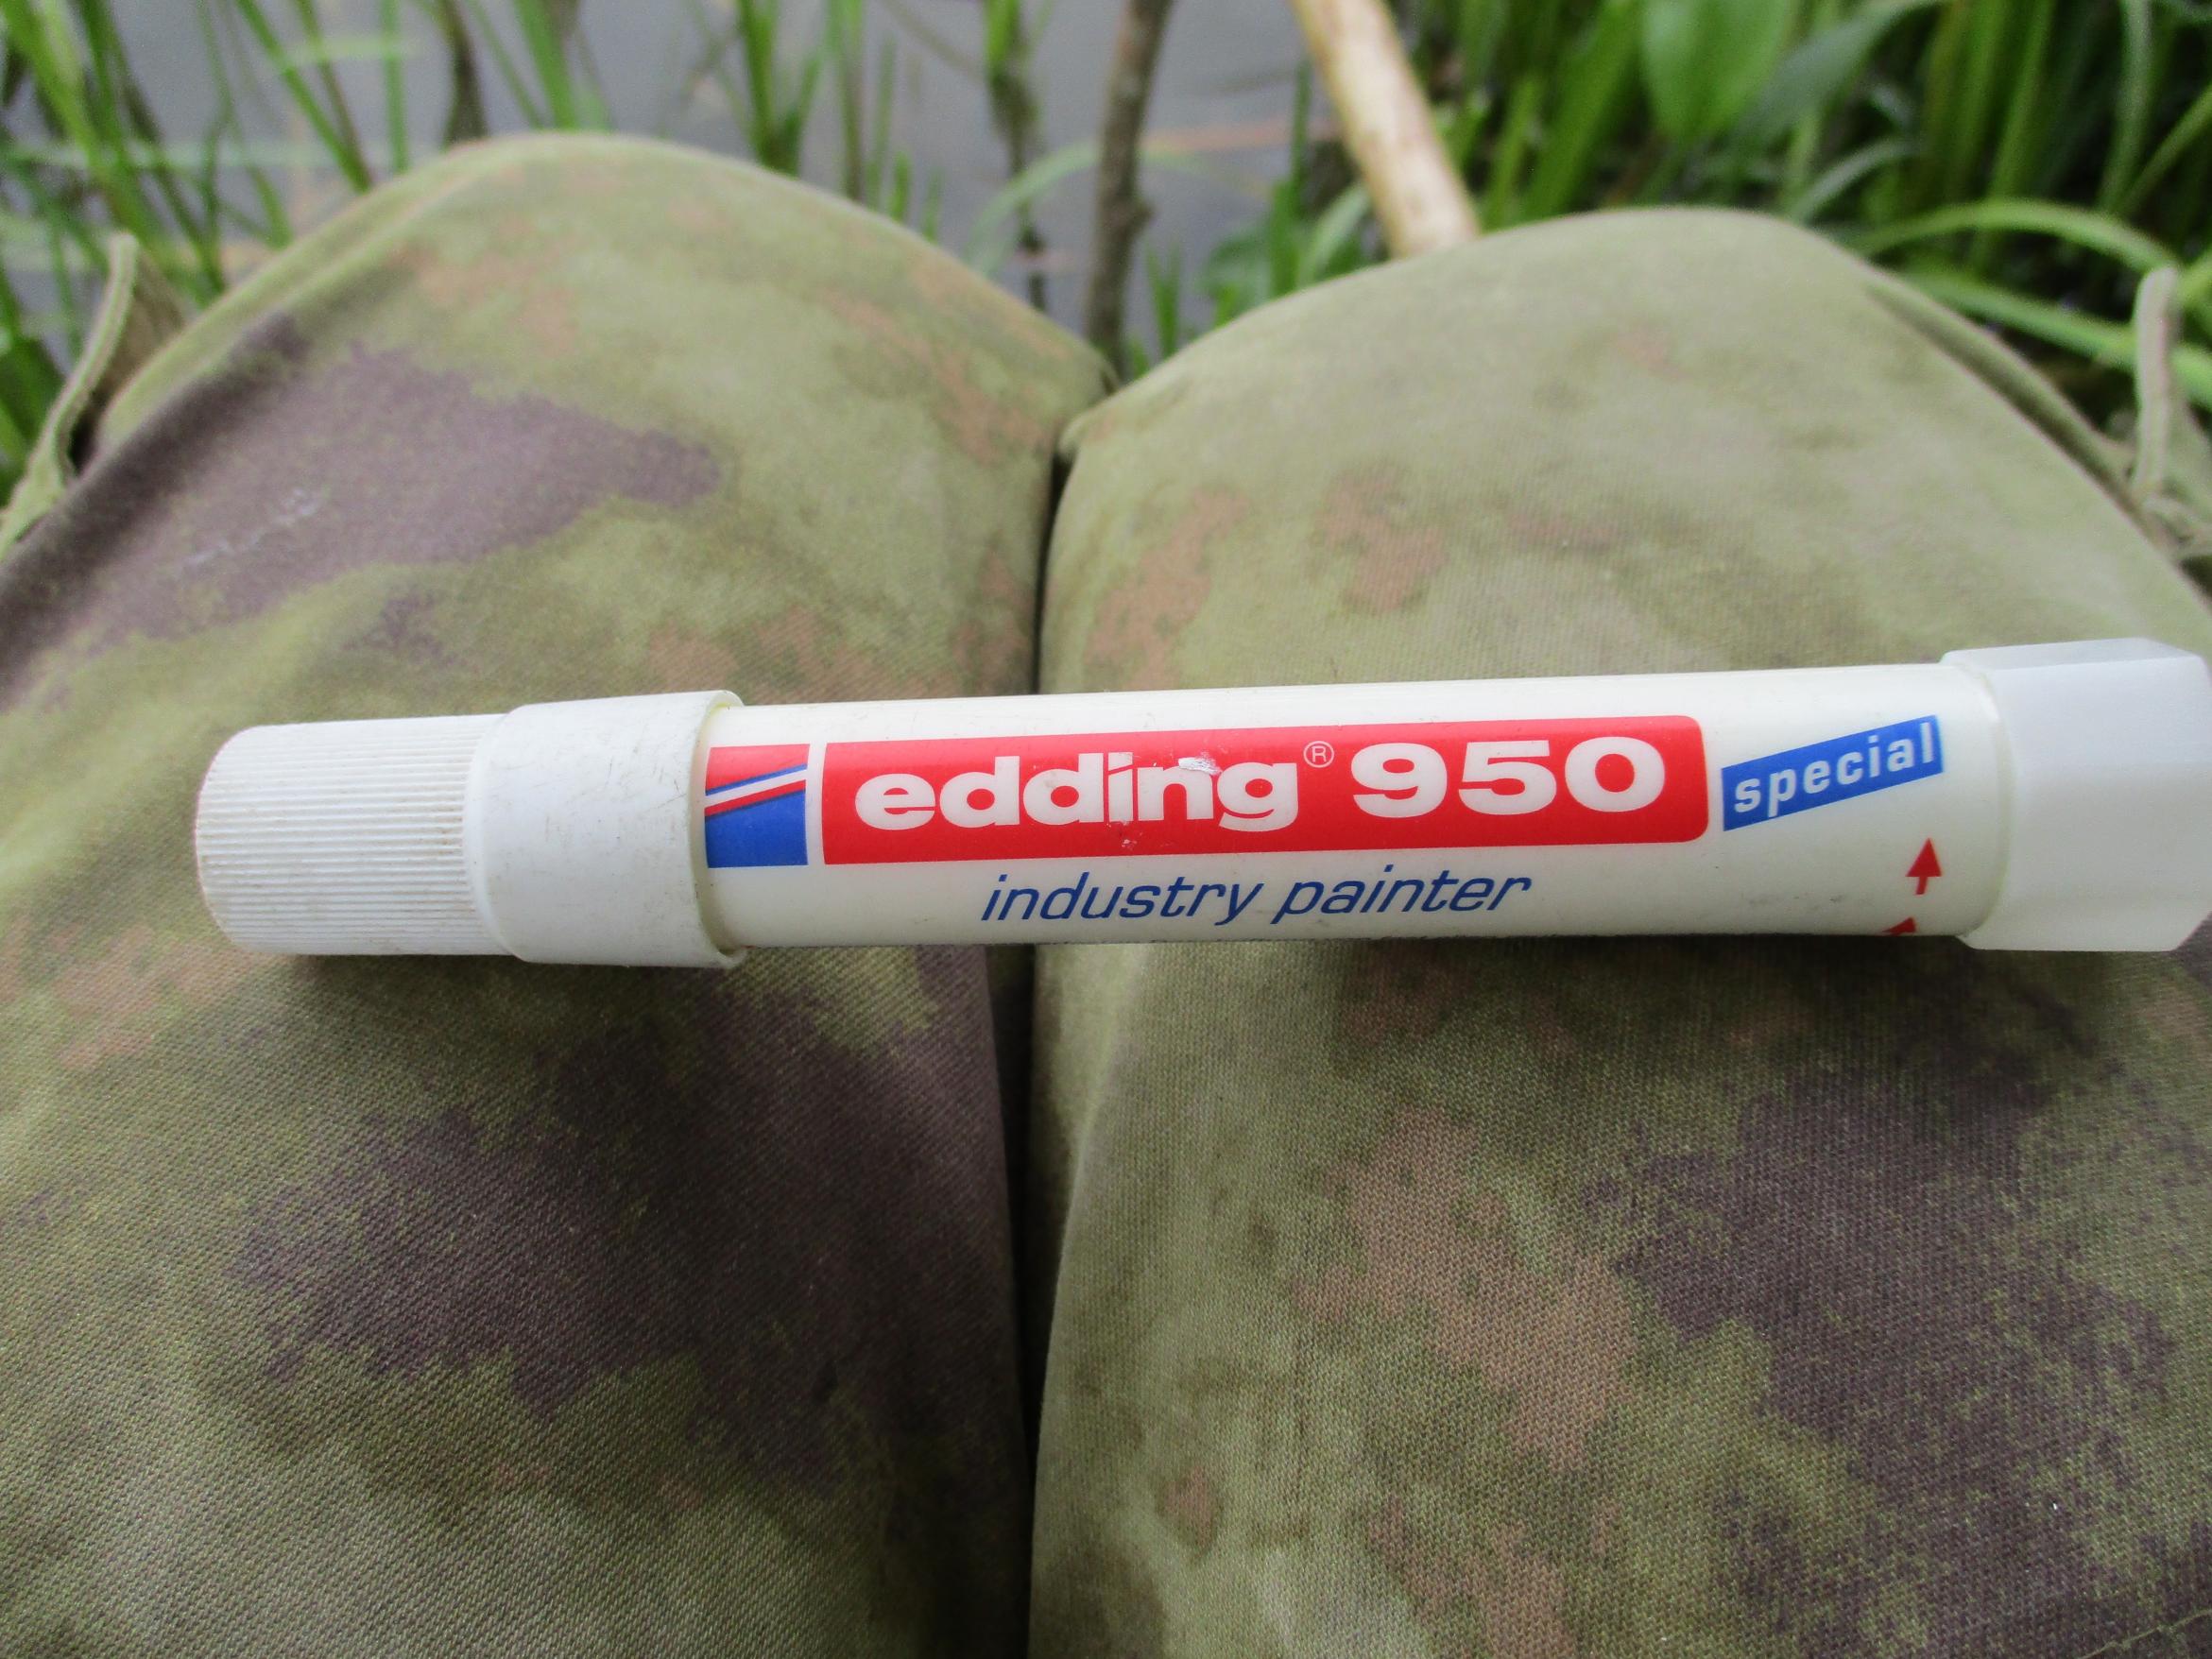 edding® 950
special
industry painter